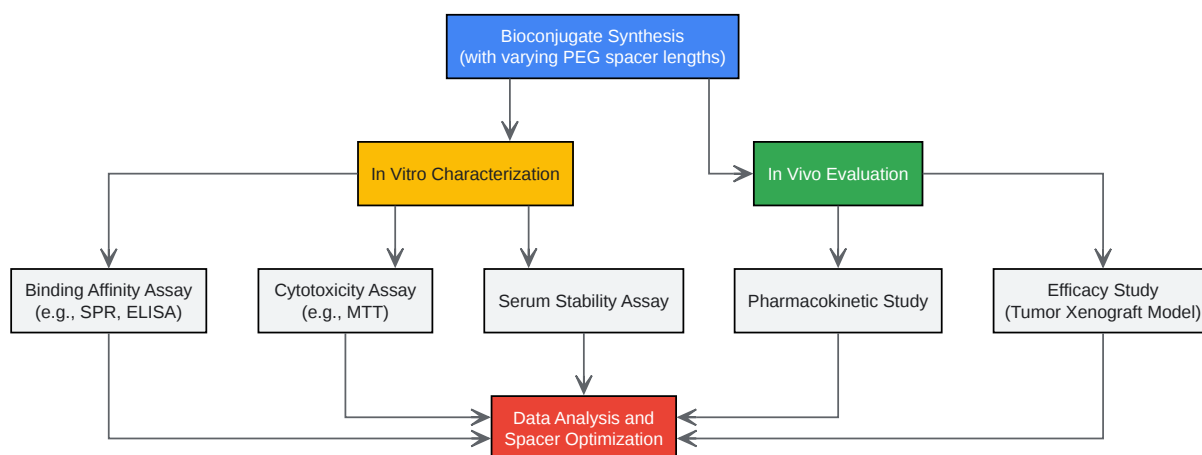 Bioconjugate Synthesis
(with varying PEG spacer lengths)
In Vitro Characterization
In Vivo Evaluation
Binding Affinity Assay
(e.g., SPR, ELISA)
Cytotoxicity Assay
(e.g., MTT)
Serum Stability Assay
Pharmacokinetic Study
Efficacy Study
(Tumor Xenograft Model)
Data Analysis and
Spacer Optimization